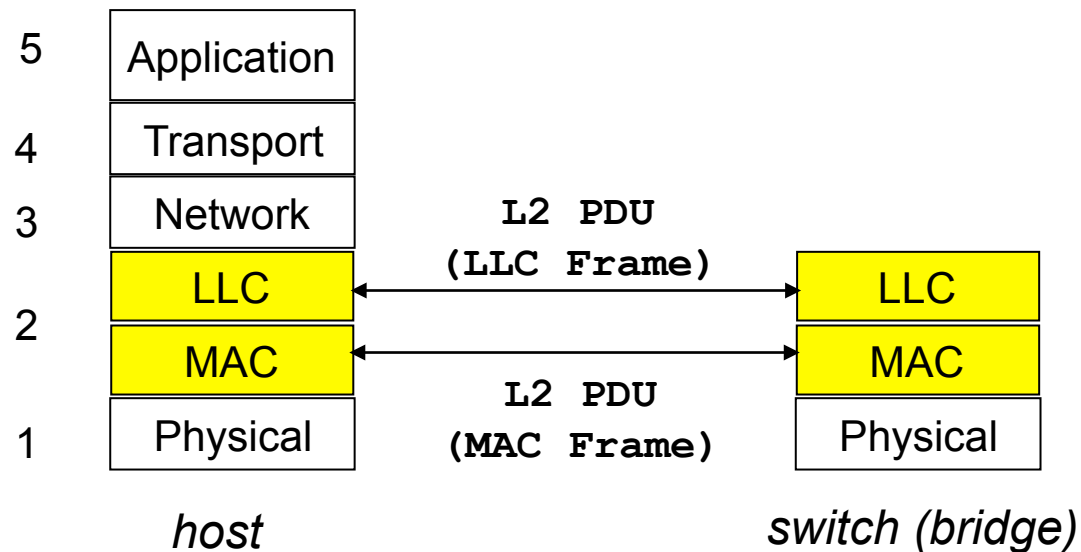 5 Application
4 Transport
3 Network
L2 PDU
(LLC Frame)
LLC LLC
2
MAC MAC
L2 PDU
(MAC Frame)
1 Physical Physical
host switch (bridge)